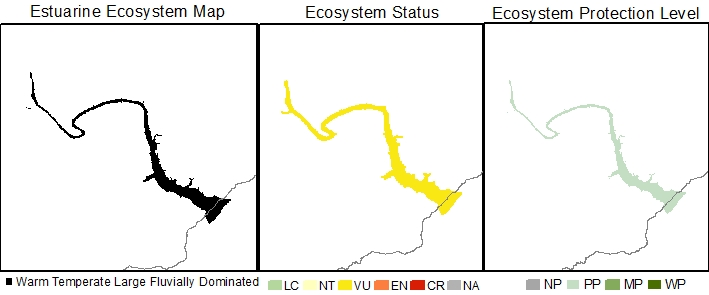 Estuarine Ecosystem Map
Ecosystem Status
Ecosystem Protection Level
Warm Temperate Large Fluvially Dominated
LC NT VU EN CR NA
NP PP MP WP